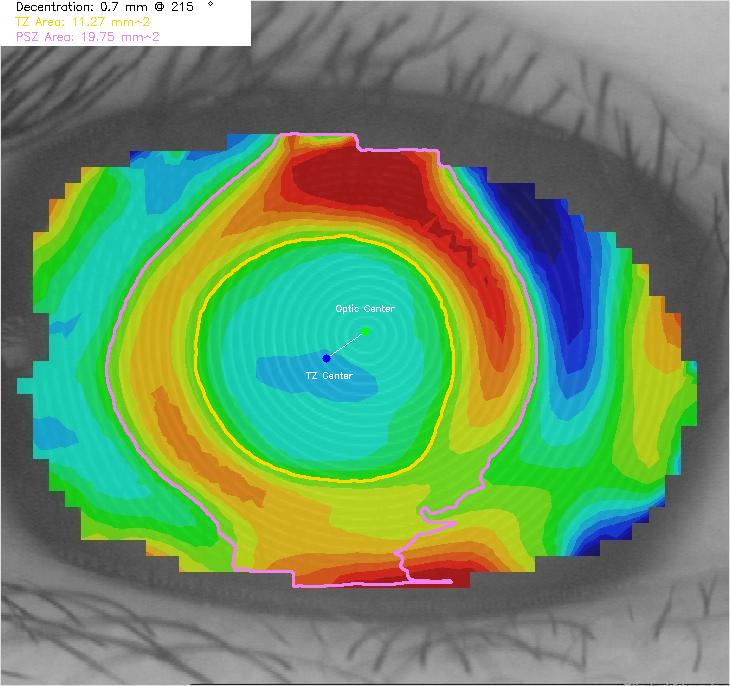 Decentration: 0.7 mm @ 215 °
TZ Area: 11.27 mm~2
PSZ Area: 19.75 mm~2
Optic Center
TZ Center